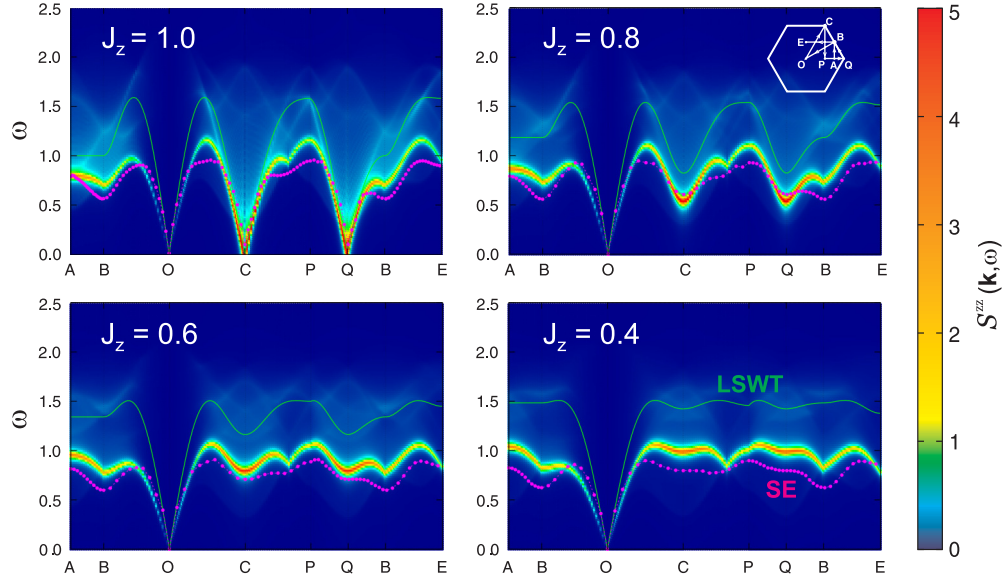 J_z = 1.0
ω
2.5
2.0
1.5
1.0
0.5
0.0
A B O C P Q B E
J_z = 0.8
2.5
2.0
1.5
1.0
0.5
0.0
A B O C P Q B E
C
E B
O P A Q
J_z = 0.6
ω
2.5
2.0
1.5
1.0
0.5
0.0
A B O C P Q B E
J_z = 0.4
LSWT
SE
2.5
2.0
1.5
1.0
0.5
0.0
A B O C P Q B E
5
4
3
2
1
0
S^{zz}(k,ω)